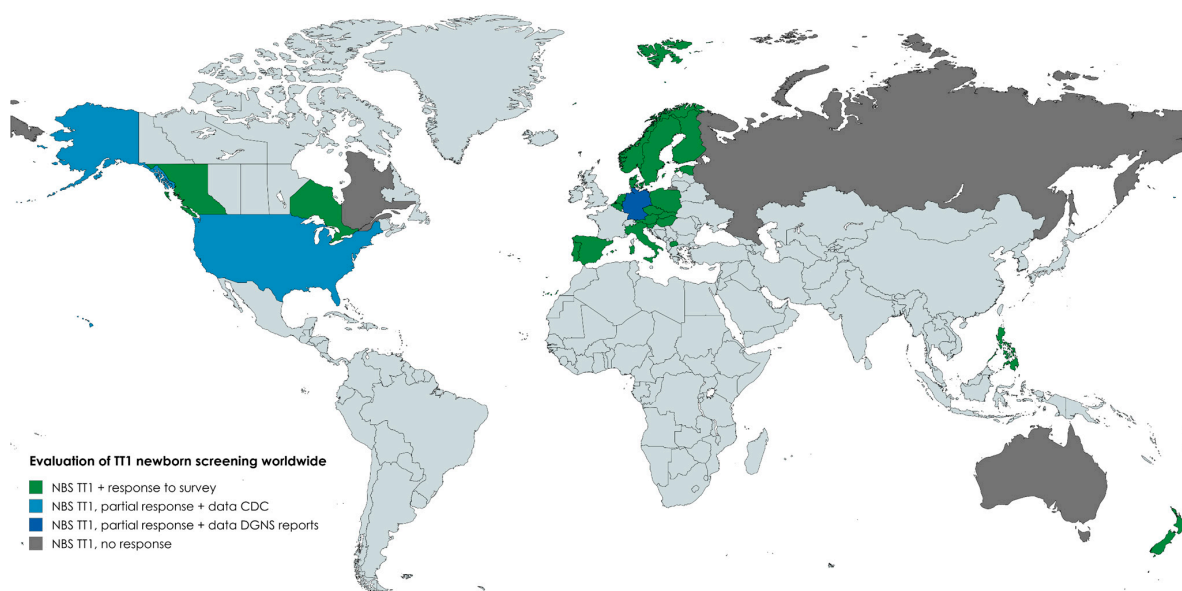 Evaluation of TT1 newborn screening worldwide
NBS TT1 + response to survey
NBS TT1, partial response + data CDC
NBS TT1, partial response + data DGNS reports
NBS TT1, no response